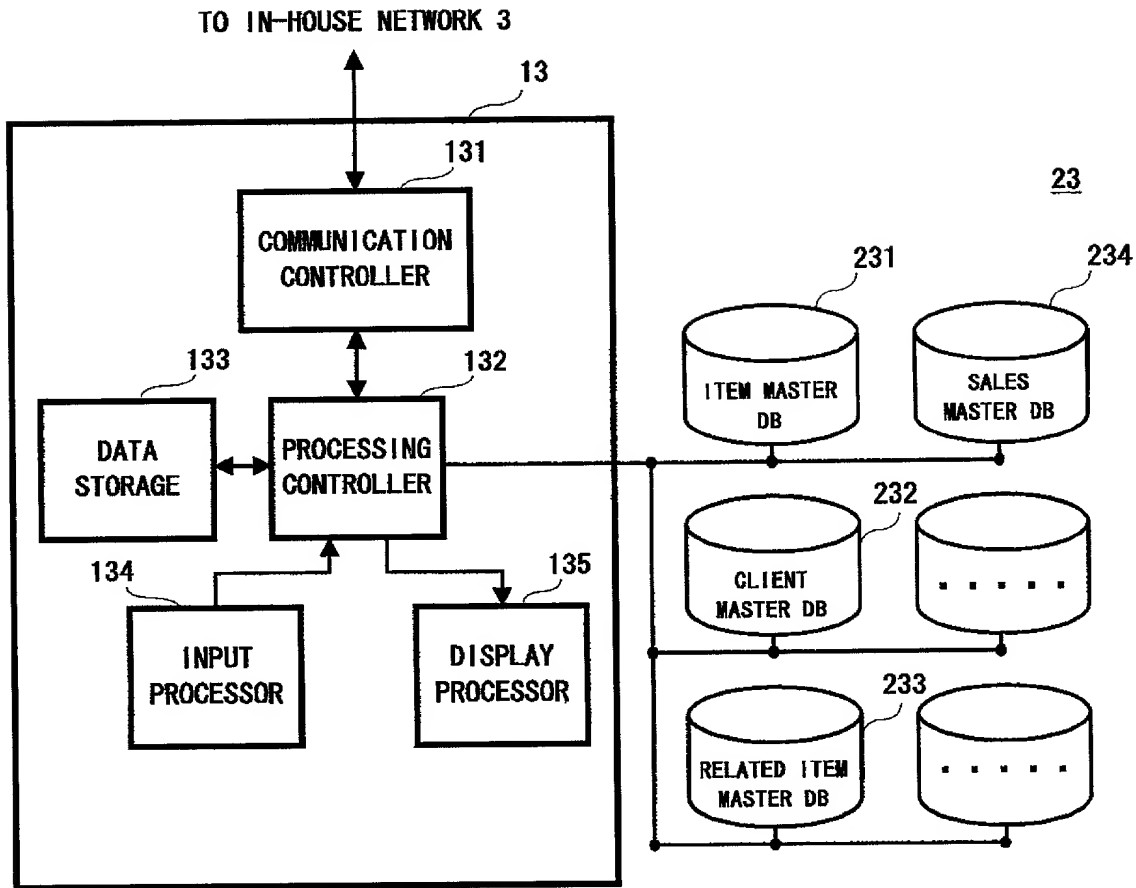 TO IN-HOUSE NETWORK 3
13
131
COMMUNICATION
CONTROLLER
133
132
DATA
STORAGE
PROCESSING
CONTROLLER
134
135
INPUT
PROCESSOR
DISPLAY
PROCESSOR
23
231
234
ITEM MASTER
DB
SALES
MASTER DB
232
CLIENT
MASTER DB
. . . . .
233
RELATED ITEM
MASTER DB
. . . . .